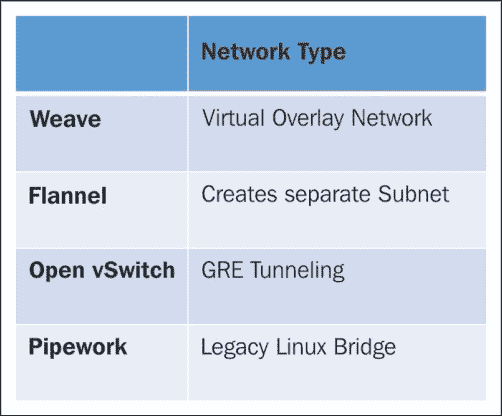 Network Type
Weave Virtual Overlay Network
Flannel Creates separate Subnet
Open vSwitch GRE Tunneling
Pipework Legacy Linux Bridge